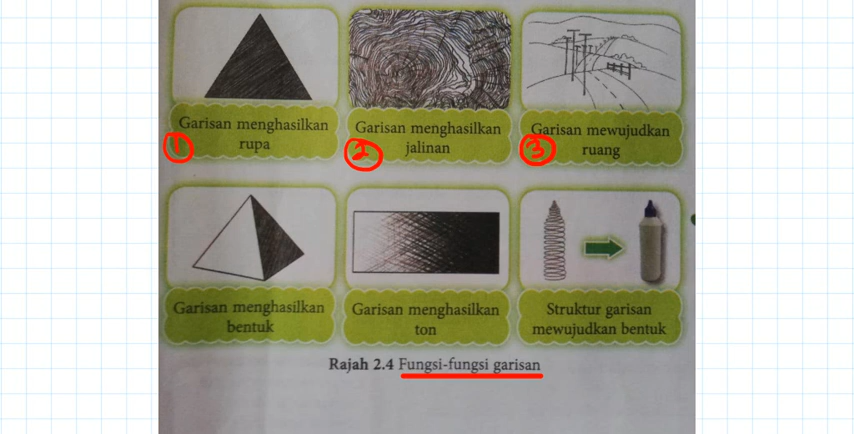 Garisan menghasilkan
rupa
1
Garisan menghasilkan
jalinan
2
Garisan mewujudkan
ruang
3
Garisan menghasilkan
bentuk
Garisan menghasilkan
ton
Struktur garisan
mewujudkan bentuk
Rajah 2.4 Fungsi-fungsi garisan